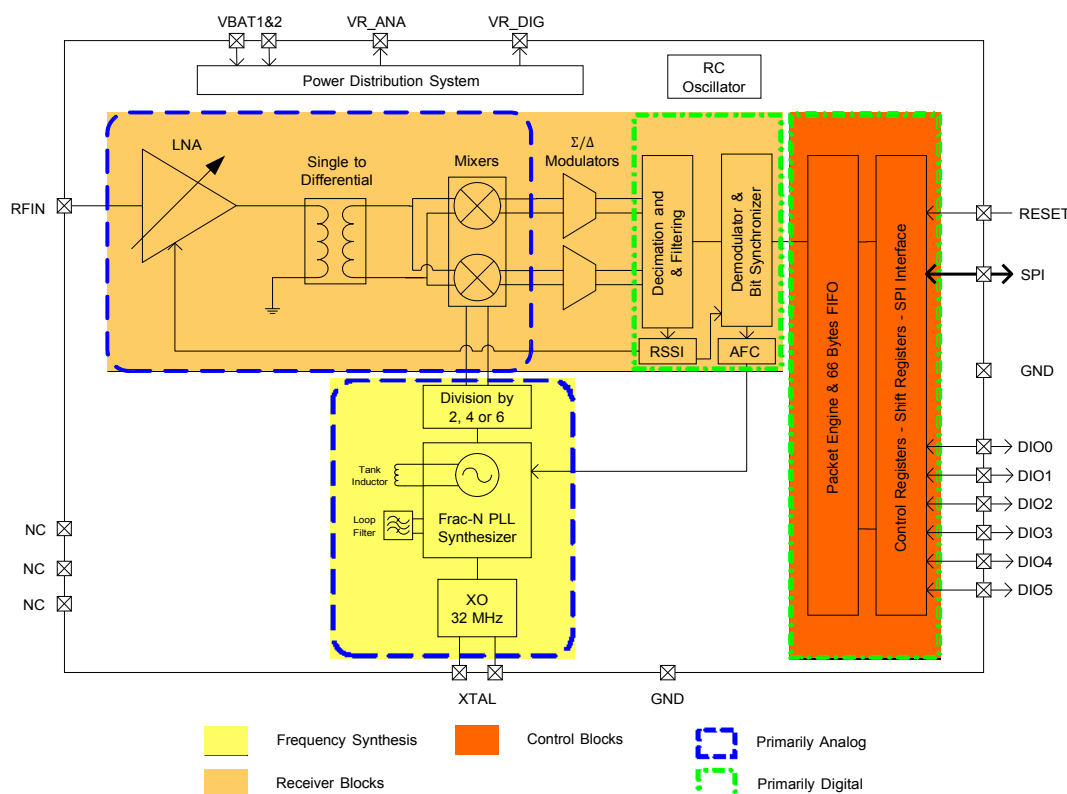 VBAT1&2
VR_ANA
VR_DIG
Power Distribution System
RC
Oscillator
LNA
Single to
Differential
Mixers
Σ/Δ
Modulators
RFIN
Decimation and
& Filtering
Demodulator &
Bit Synchronizer
RSSI
AFC
Packet Engine & 66 Bytes FIFO
Control Registers - Shift Registers - SPI Interface
RESET
SPI
GND
DIO0
DIO1
DIO2
DIO3
DIO4
DIO5
Division by
2, 4 or 6
Tank
Inductor
Loop
Filter
Frac-N PLL
Synthesizer
XO
32 MHz
NC
NC
NC
XTAL
GND
Frequency Synthesis
Control Blocks
Primarily Analog
Receiver Blocks
Primarily Digital